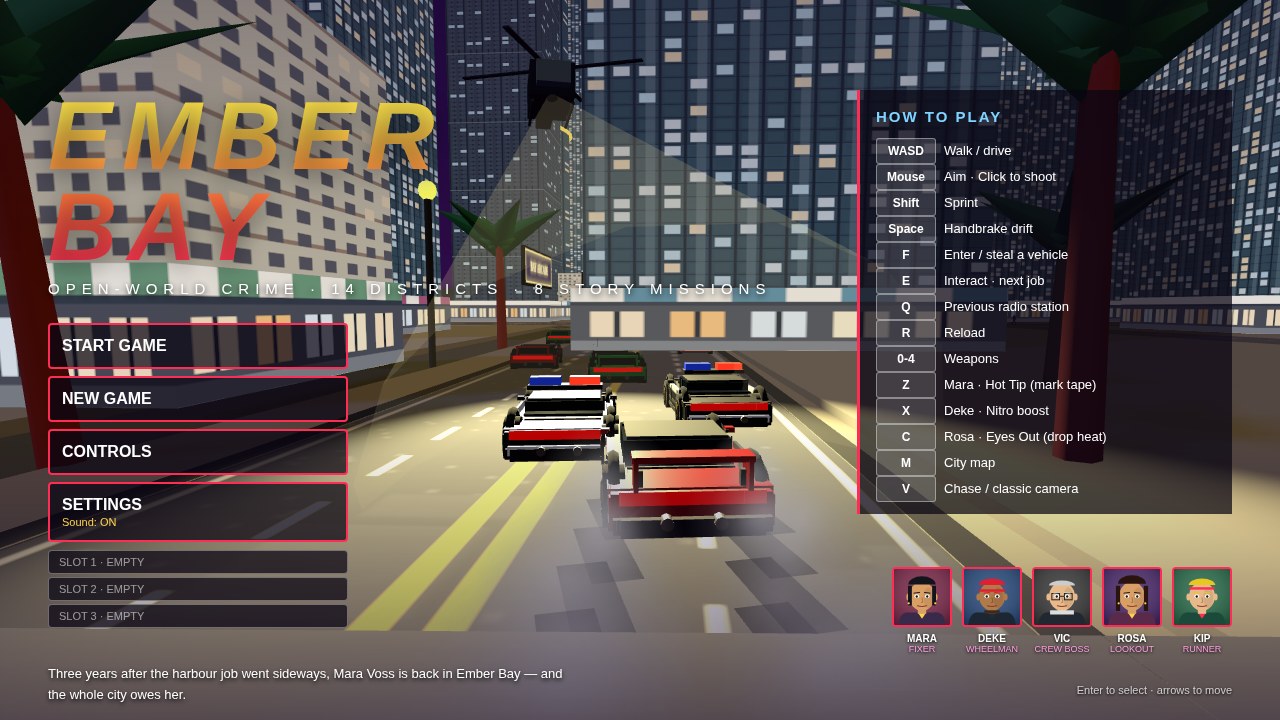 EMBER
BAY
OPEN-WORLD CRIME · 14 DISTRICTS · 8 STORY MISSIONS
START GAME
NEW GAME
CONTROLS
SETTINGS
Sound: ON
SLOT 1 · EMPTY
SLOT 2 · EMPTY
SLOT 3 · EMPTY
Three years after the harbour job went sideways, Mara Voss is back in Ember Bay — and
the whole city owes her.
HOW TO PLAY
WASD Walk / drive
Mouse Aim · Click to shoot
Shift Sprint
Space Handbrake drift
F Enter / steal a vehicle
E Interact · next job
Q Previous radio station
R Reload
0-4 Weapons
Z Mara · Hot Tip (mark tape)
X Deke · Nitro boost
C Rosa · Eyes Out (drop heat)
M City map
V Chase / classic camera
MARA DEKE VIC ROSA KIP
FIXER WHEELMAN CREW BOSS LOOKOUT RUNNER
Enter to select · arrows to move